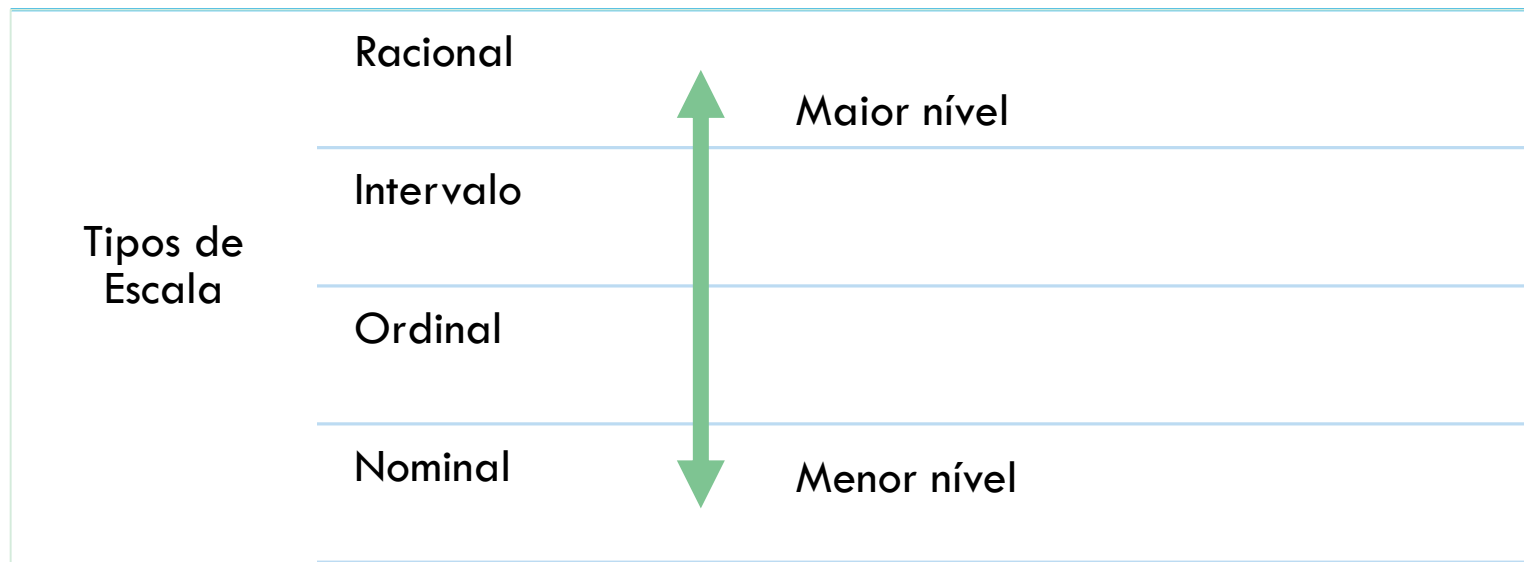 Tipos de
Escala
Racional
Maior nível
Intervalo
Ordinal
Nominal
Menor nível